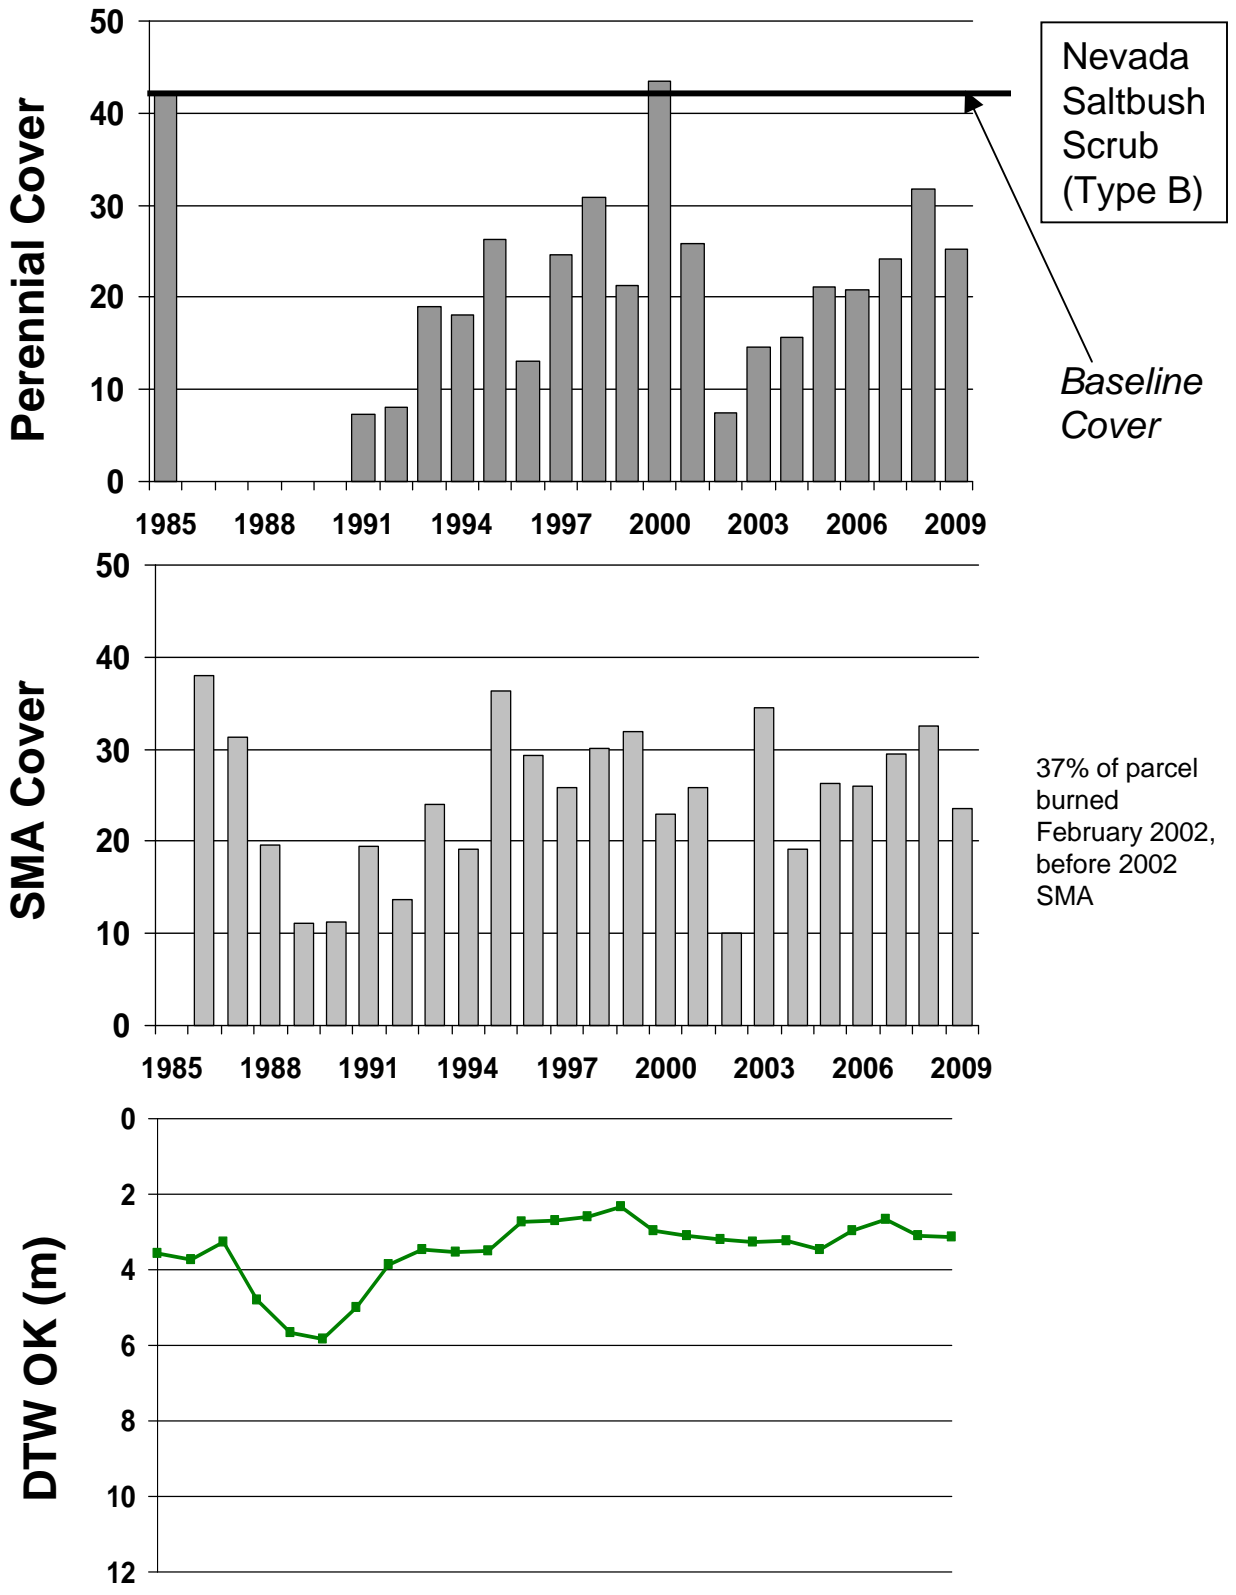 Perennial Cover
50
40
30
20
10
0
1985 1988 1991 1994 1997 2000 2003 2006 2009
Nevada
Saltbush
Scrub
(Type B)
Baseline
Cover
SMA Cover
50
40
30
20
10
0
1985 1988 1991 1994 1997 2000 2003 2006 2009
37% of parcel
burned
February 2002,
before 2002
SMA
DTW OK (m)
0
2
4
6
8
10
12